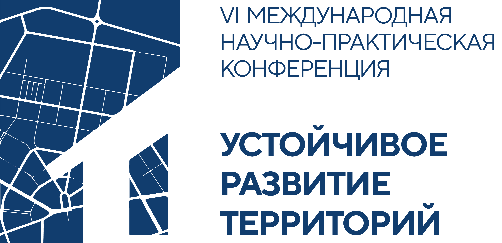 VI МЕЖДУНАРОДНАЯ
НАУЧНО-ПРАКТИЧЕСКАЯ
КОНФЕРЕНЦИЯ
УСТОЙЧИВОЕ
РАЗВИТИЕ
ТЕРРИТОРИЙ